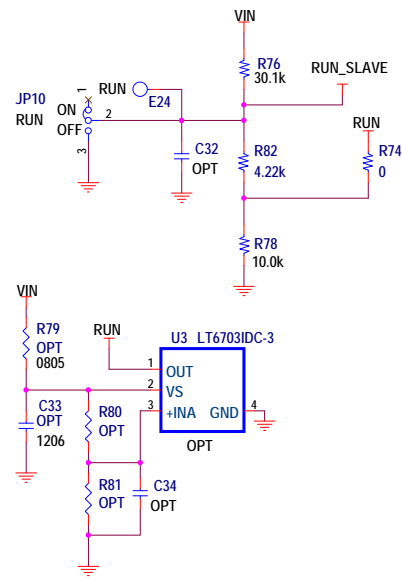 VIN
R76
30.1k
RUN_SLAVE
1
RUN
E24
JP10
RUN
ON
OFF
2
3
C32
OPT
R82
4.22k
RUN
R74
0
R78
10.0k
VIN
R79
OPT
0805
RUN
U3 LT6703IDC-3
1
OUT
2
VS
3
+INA
GND
4
OPT
C33
OPT
1206
R80
OPT
R81
OPT
C34
OPT